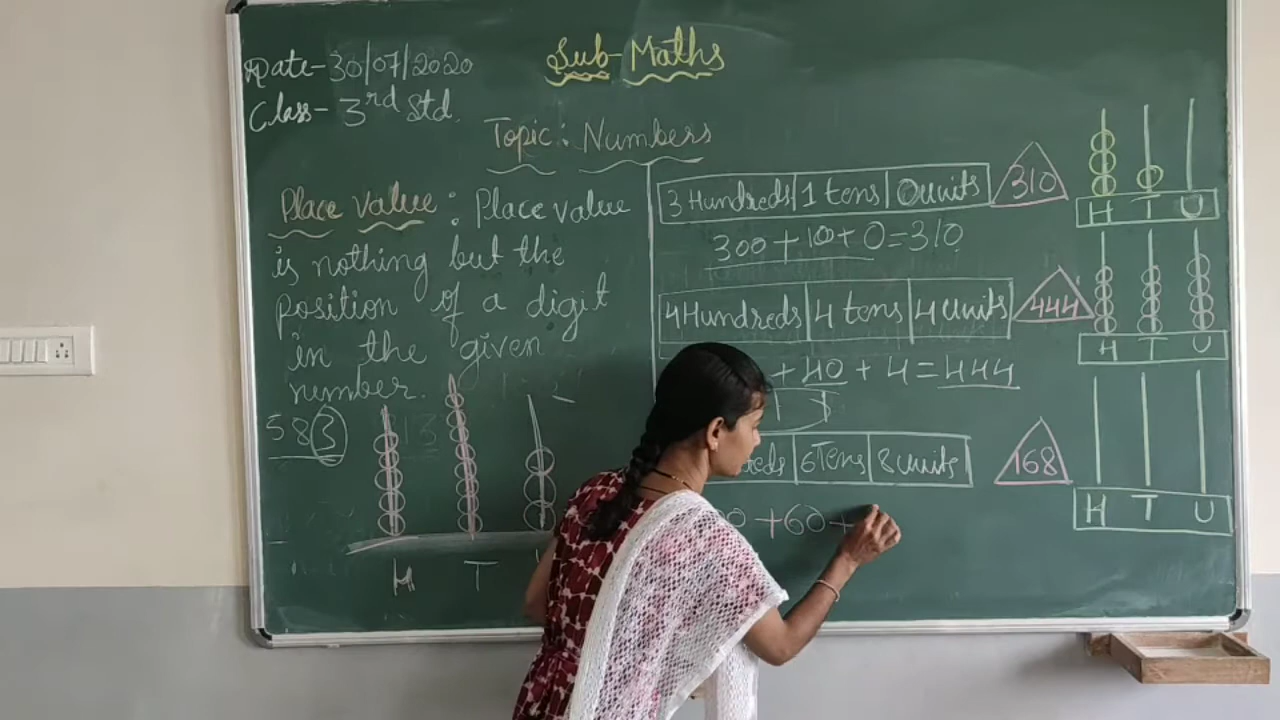 Date-30/07/2020
Sub-Maths
Class-3rd Std.
Topic: Numbers
Place value: Place value
is nothing but the
position of a digit
in the given
number.
583
H T
3 Hundreds 1 tens 0 units 310
300+10+0=310
H T U
4 Hundreds 4 tens 4 units 444
+40+4=444
H T U
6 Tens 8 units 168
+60+
H T U